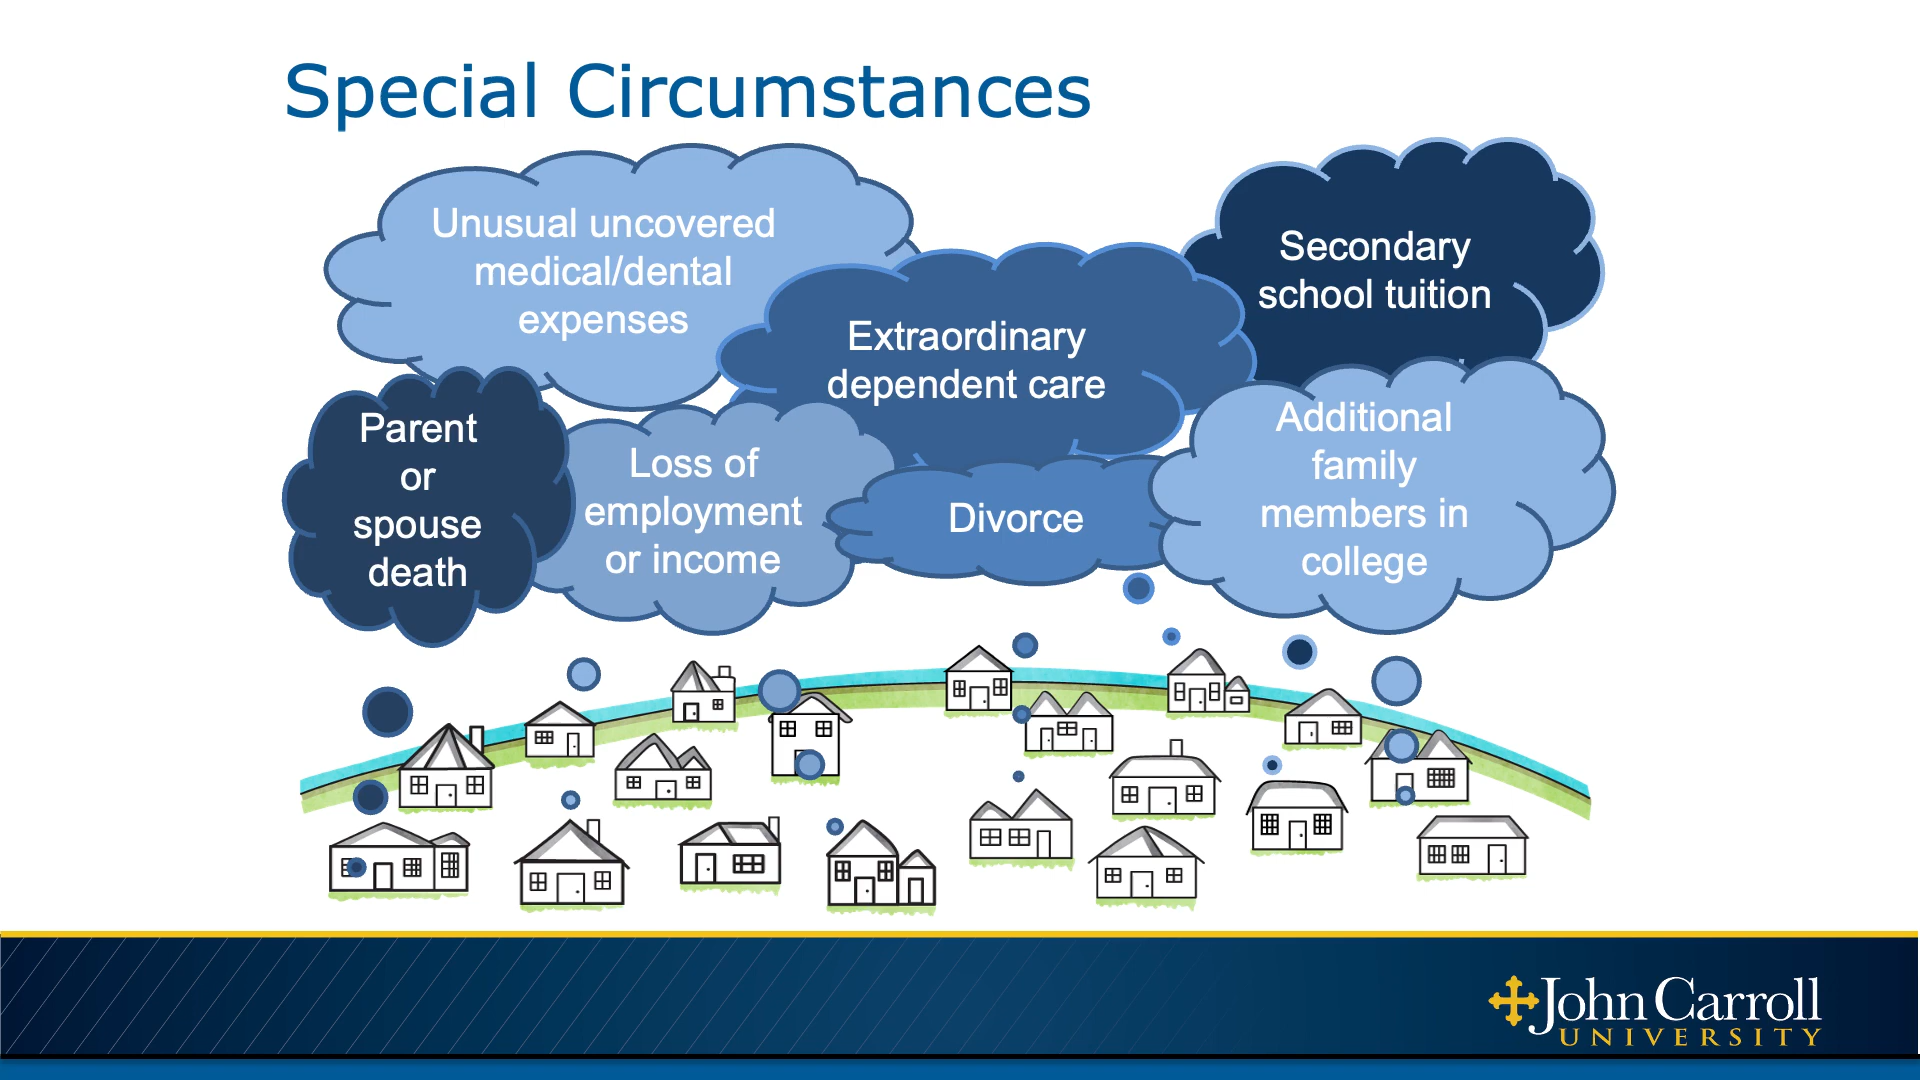 Special Circumstances
Unusual uncovered
medical/dental
expenses
Secondary
school tuition
Extraordinary
dependent care
Parent
or
spouse
death
Loss of
employment
or income
Divorce
Additional
family
members in
college
John Carroll
UNIVERSITY